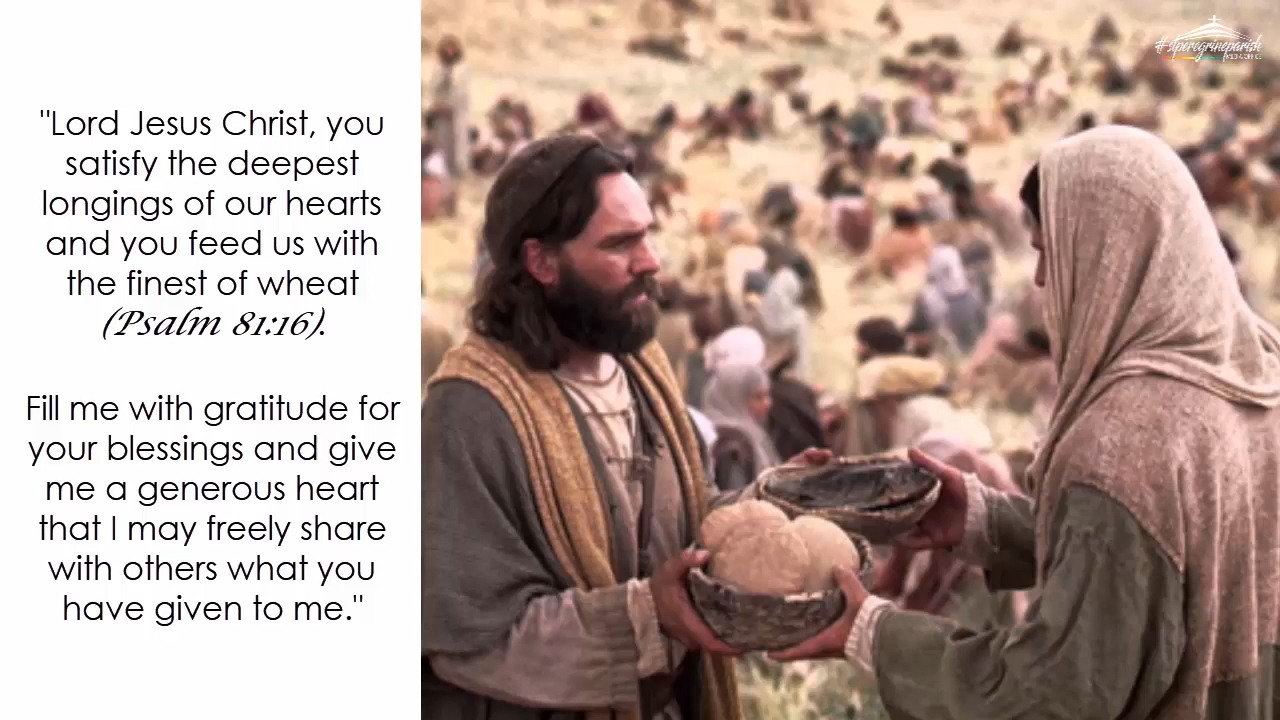 "Lord Jesus Christ, you
satisfy the deepest
longings of our hearts
and you feed us with
the finest of wheat
(Psalm 81:16).
Fill me with gratitude for
your blessings and give
me a generous heart
that I may freely share
with others what you
have given to me."
#stperegrineparish